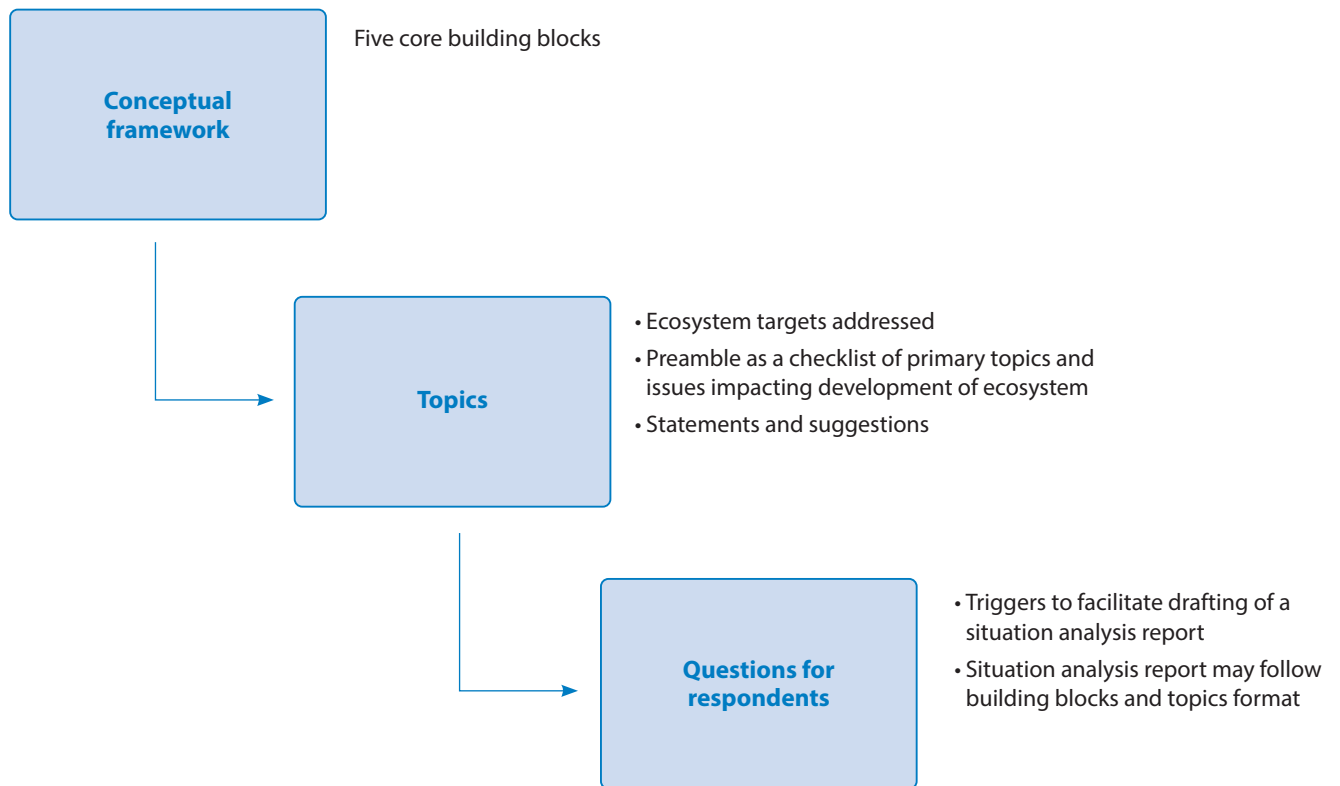 Five core building blocks
Conceptual
framework
• Ecosystem targets addressed
• Preamble as a checklist of primary topics and
issues impacting development of ecosystem
• Statements and suggestions
Topics
• Triggers to facilitate drafting of a
situation analysis report
• Situation analysis report may follow
building blocks and topics format
Questions for
respondents